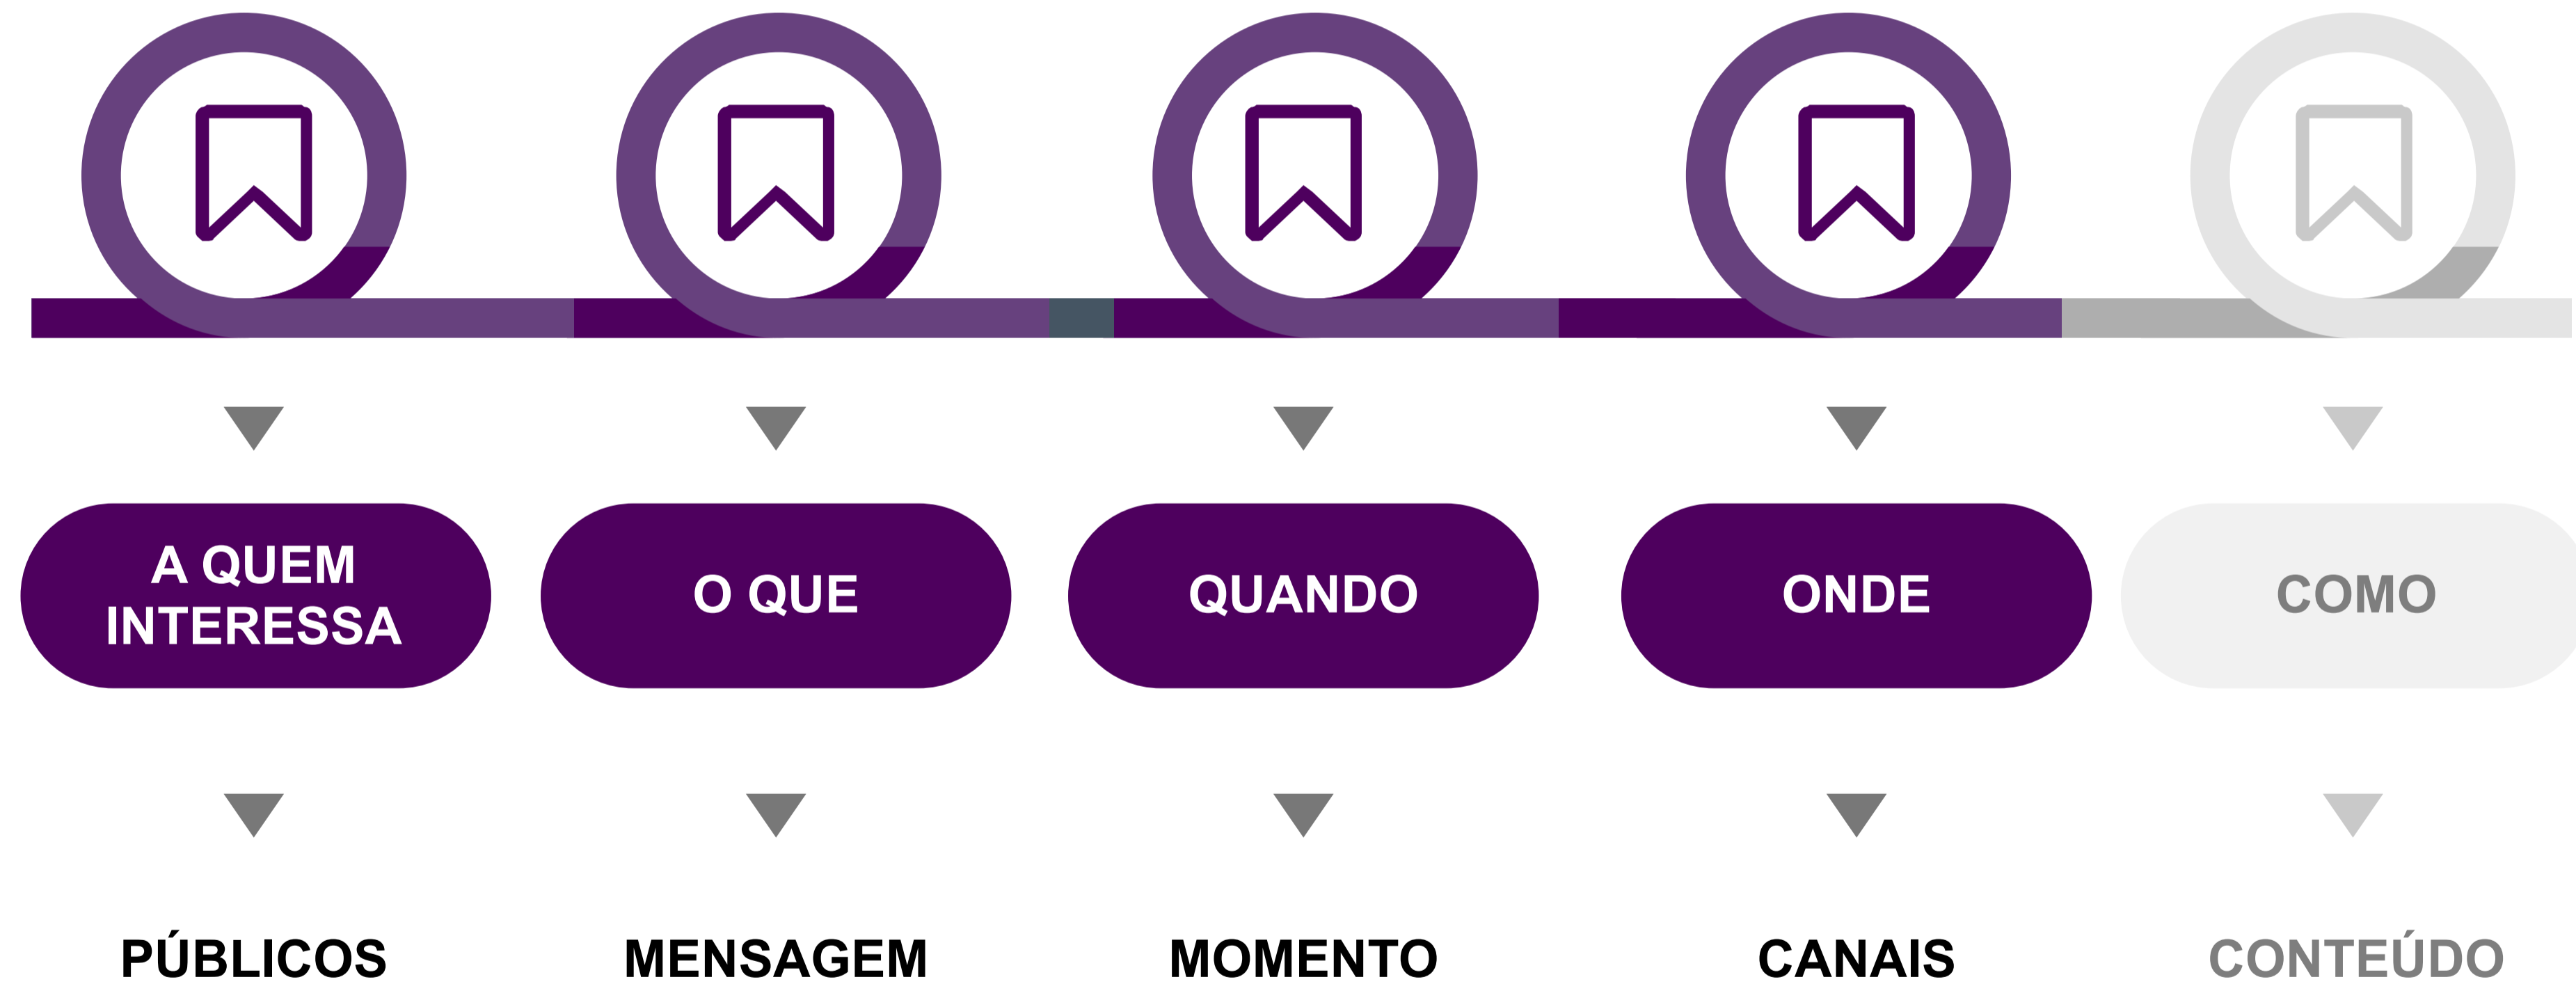 A QUEM
INTERESSA
O QUE
QUANDO
ONDE
COMO
PÚBLICOS
MENSAGEM
MOMENTO
CANAIS
CONTEÚDO